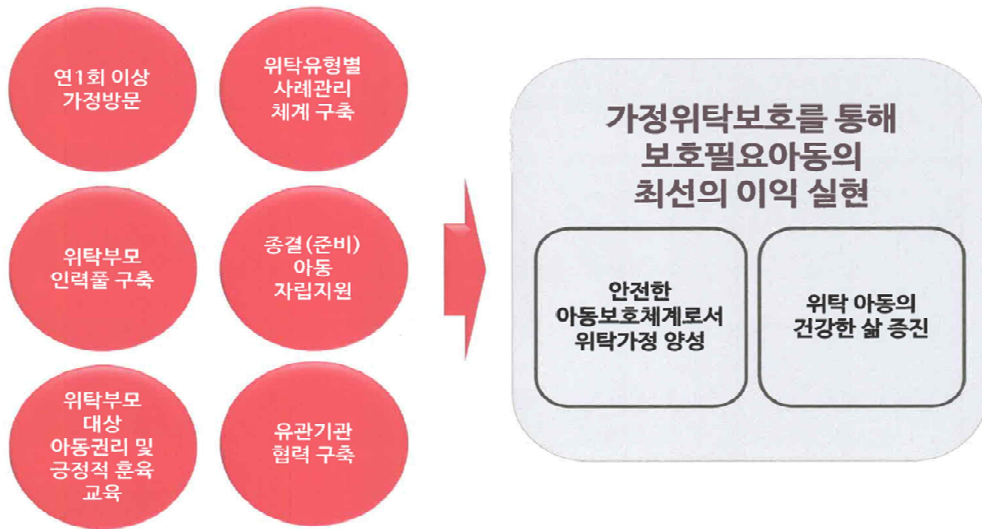 연1회 이상
가정방문
위탁유형별
사례관리
체계 구축
위탁부모
인력풀 구축
종결(준비)
아동
자립지원
위탁부모
대상
아동권리 및
긍정적 훈육
교육
유관기관
협력 구축
가정위탁보호를 통해
보호필요아동의
최선의 이익 실현
안전한
아동보호체계로서
위탁가정 양성
위탁 아동의
건강한 삶 증진